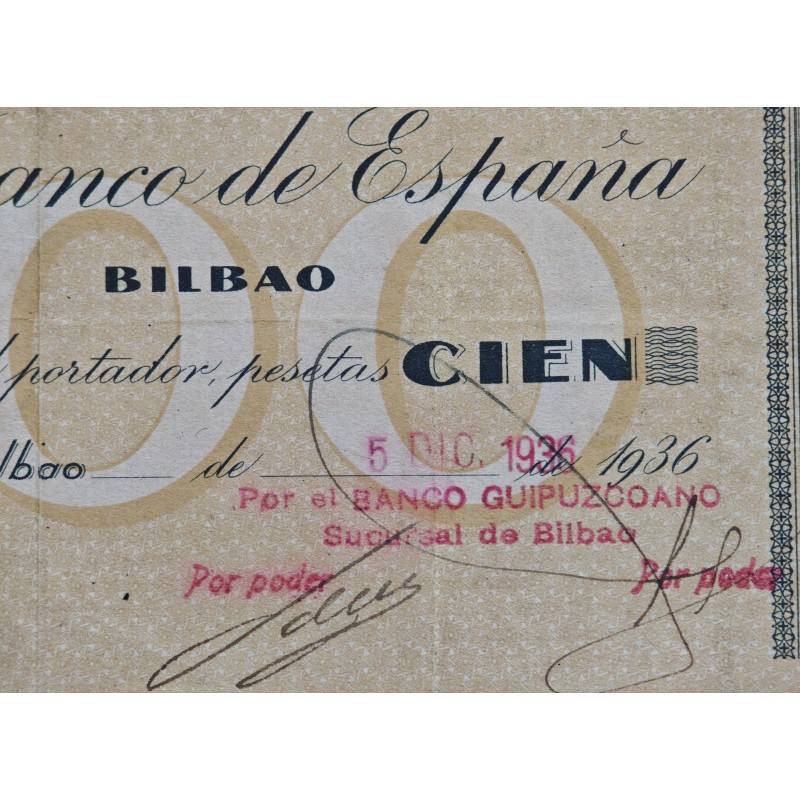 anco de España
BILBAO
portador, pesetas CIEN
lbao de de 1936
5 DIC. 1936
Por el BANCO GUIPUZCOANO
Sucursal de Bilbao
Por poder Por poder